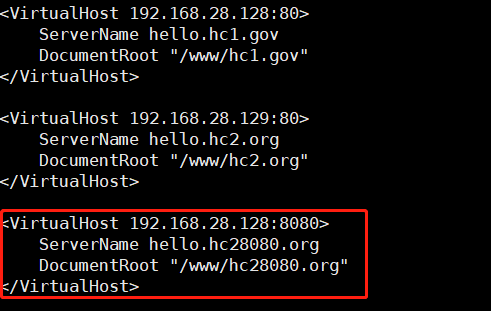 <VirtualHost 192.168.28.128:80>
    ServerName hello.hc1.gov
    DocumentRoot "/www/hc1.gov"
</VirtualHost>
<VirtualHost 192.168.28.129:80>
    ServerName hello.hc2.org
    DocumentRoot "/www/hc2.org"
</VirtualHost>
<VirtualHost 192.168.28.128:8080>
    ServerName hello.hc28080.org
    DocumentRoot "/www/hc28080.org"
</VirtualHost>